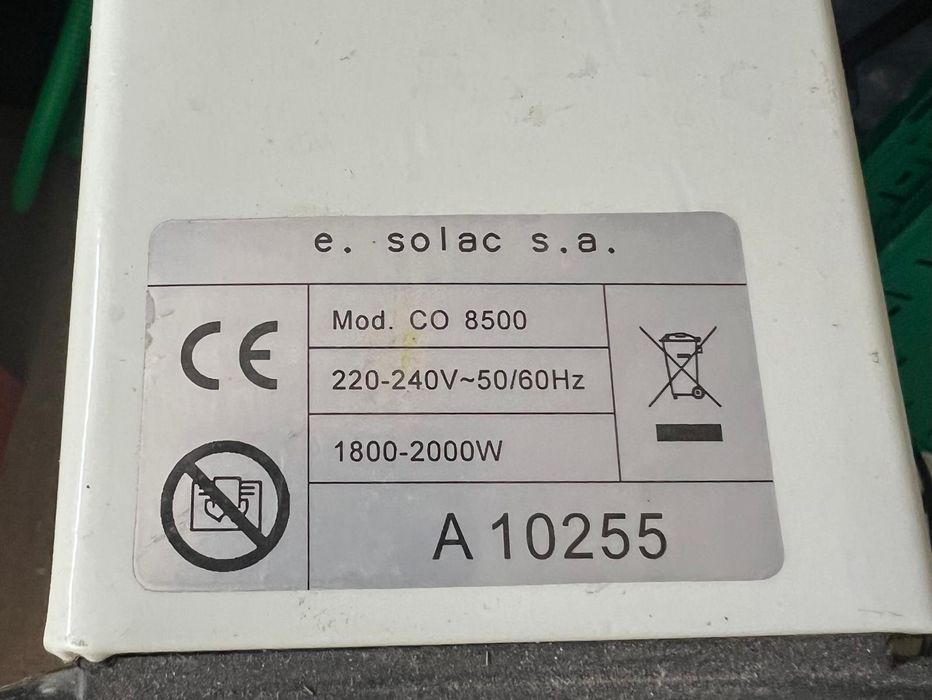 e. solac s.a.
CE
Mod. CO 8500
220-240V~50/60Hz
1800-2000W
A 10255